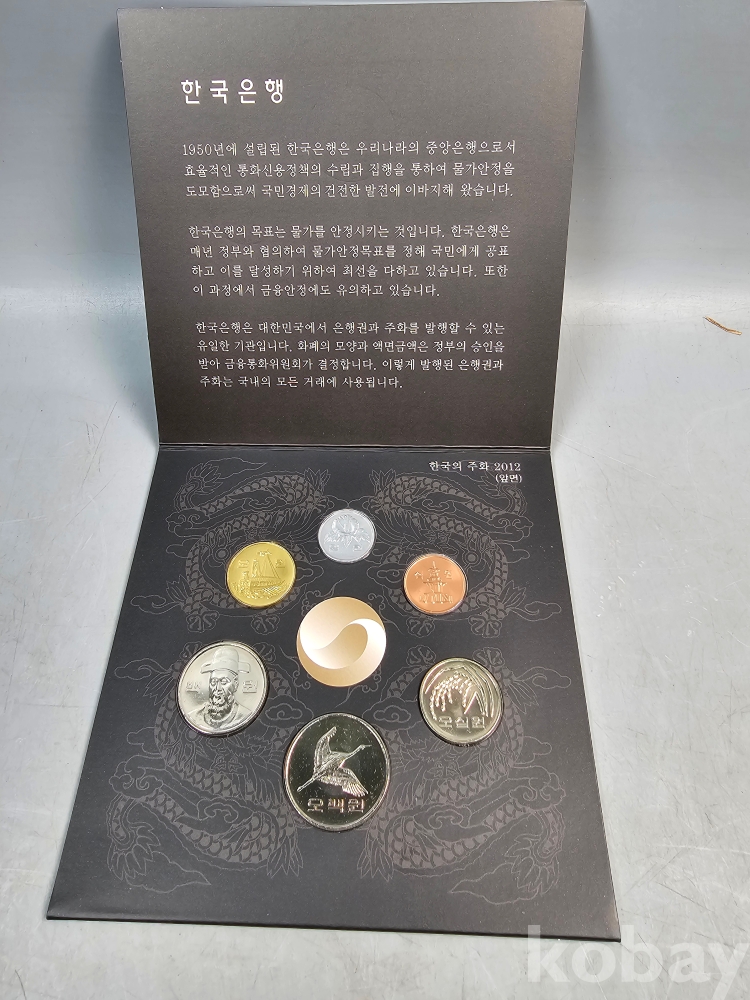 한국은행
1950년에 설립된 한국은행은 우리나라의 중앙은행으로서
효율적인 통화신용정책의 수립과 집행을 통하여 물가안정을
도모함으로써 국민경제의 건전한 발전에 이바지해 왔습니다.
한국은행의 목표는 물가를 안정시키는 것입니다. 한국은행은
매년 정부와 협의하여 물가안정목표를 정해 국민에게 공표
하고 이를 달성하기 위하여 최선을 다하고 있습니다. 또한
이 과정에서 금융안정에도 유의하고 있습니다.
한국은행은 대한민국에서 은행권과 주화를 발행할 수 있는
유일한 기관입니다. 화폐의 모양과 액면금액은 정부의 승인을
받아 금융통화위원회가 결정합니다. 이렇게 발행된 은행권과
주화는 국내의 모든 거래에 사용됩니다.
한국의 주화 2012
(앞면)
백 원
오십원
오백원
kobay